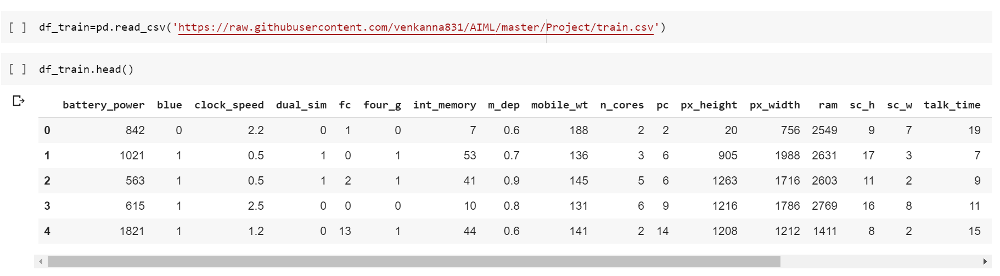 [ ] df_train=pd.read_csv('https://raw.githubusercontent.com/venkanna831/AIML/master/Project/train.csv')
[ ] df_train.head()
battery_power blue clock_speed dual_sim fc four_g int_memory m_dep mobile_wt n_cores pc px_height px_width ram sc_h sc_w talk_time
0 842 0 2.2 0 1 0 7 0.6 188 2 2 20 756 2549 9 7 19
1 1021 1 0.5 1 0 1 53 0.7 136 3 6 905 1988 2631 17 3 7
2 563 1 0.5 1 2 1 41 0.9 145 5 6 1263 1716 2603 11 2 9
3 615 1 2.5 0 0 0 10 0.8 131 6 9 1216 1786 2769 16 8 11
4 1821 1 1.2 0 13 1 44 0.6 141 2 14 1208 1212 1411 8 2 15